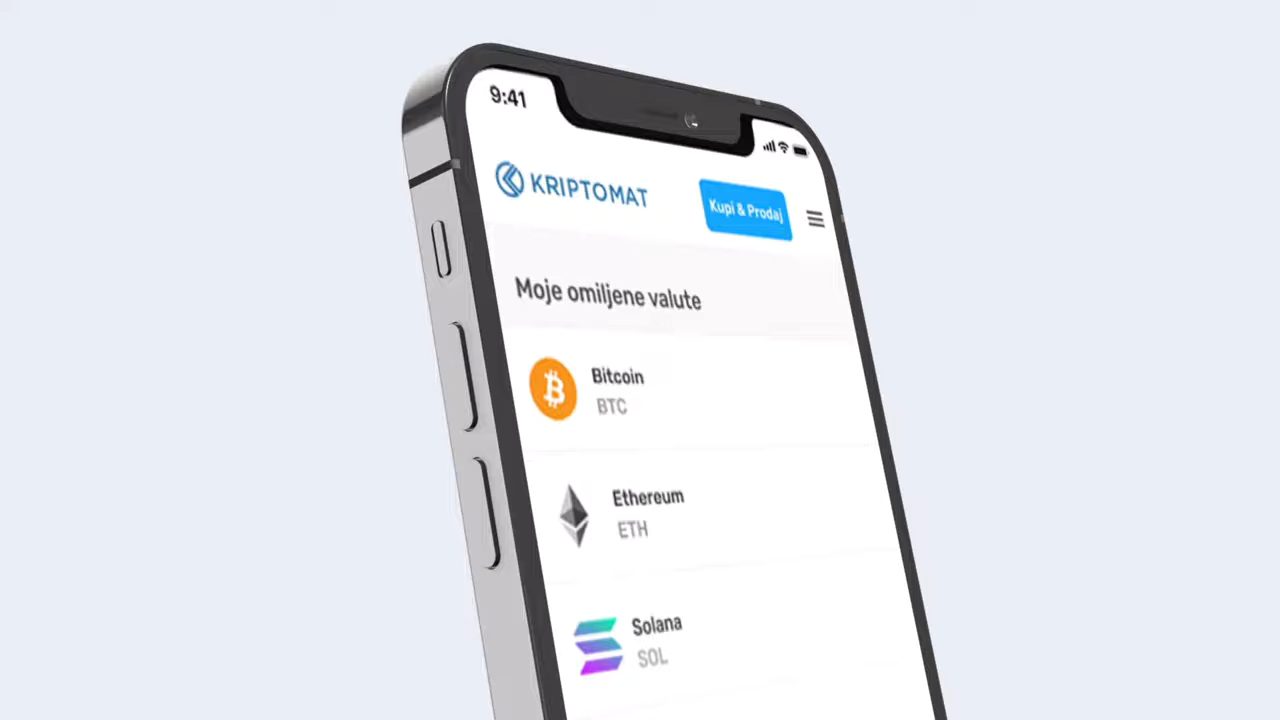 9:41
KRIPTOMAT
Kupi & Prodaj
Moje omiljene valute
Bitcoin
BTC
Ethereum
ETH
Solana
SOL